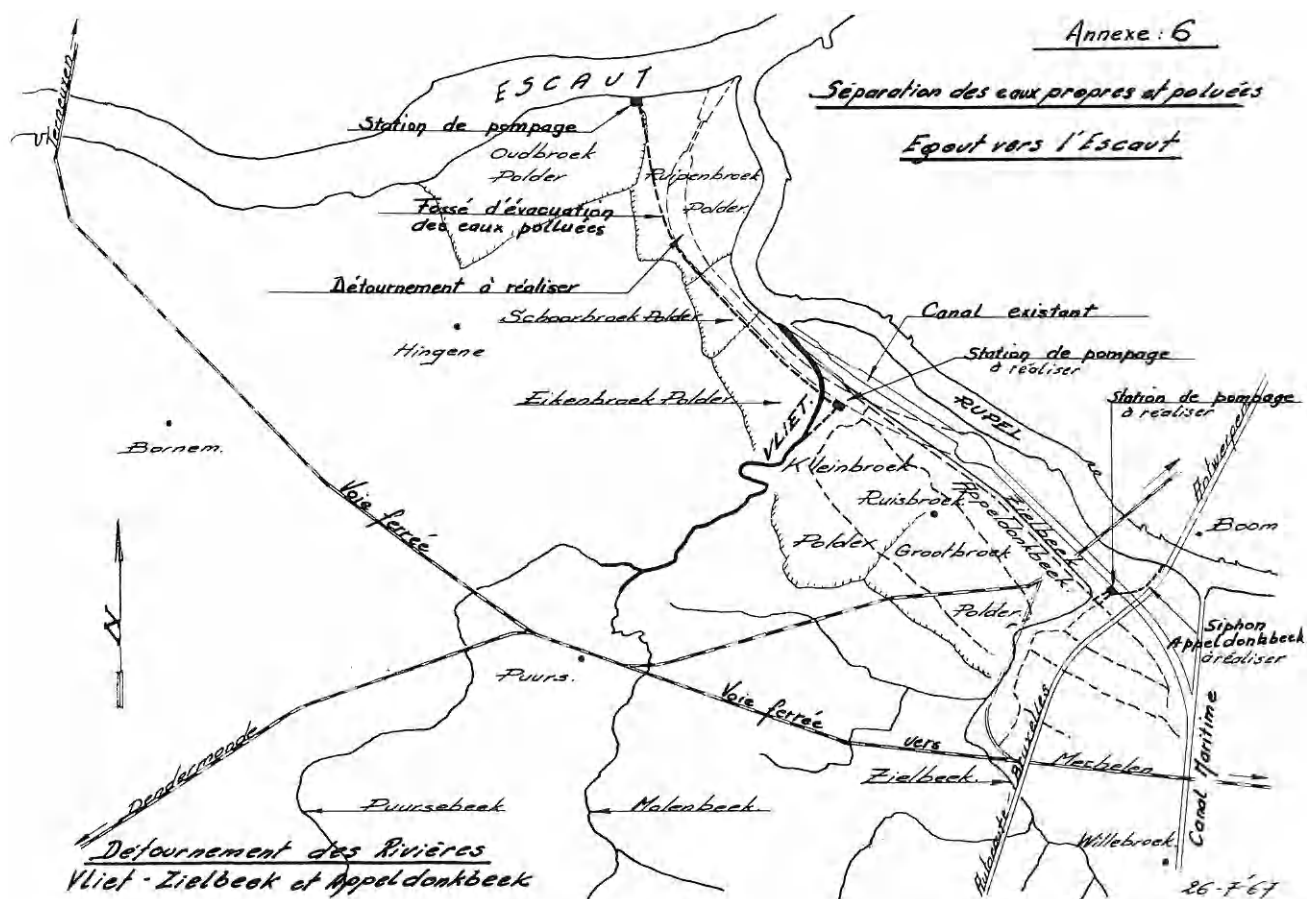 Annexe: 6
Séparation des eaux propres et poluées
Egout vers l'Escaut
Terneuzen
ESCAUT
Station de pompage
Oudbroek
Polder
Ruipenbroek
Polder
Fossé d'évacuation
des eaux polluées
Détournement à réaliser
Schoorbroek Polder
Canal existant
Hingene
Station de pompage
à réaliser
Station de pompage
à réaliser
Eikenbroek Polder
RUPEL
VLIET.
Antwerpen
Bornem.
Kleinbroek
Ruisbroek.
Zielbeek
Appeldonkbeek.
Boom
Voie ferrée
Polder
Grootbroek
Polder
N
Siphon
Appeldonkbeek
à réaliser
Puurs.
Voie ferrée
vers
Mechelen
Dendermonde
Zielbeek.
Autoroute Bruxelles
Canal Maritime
Puursebeek
Molenbeek.
Willebroek.
Détournement des Rivières
Vliet - Zielbeek et Appeldonkbeek
26-7-67